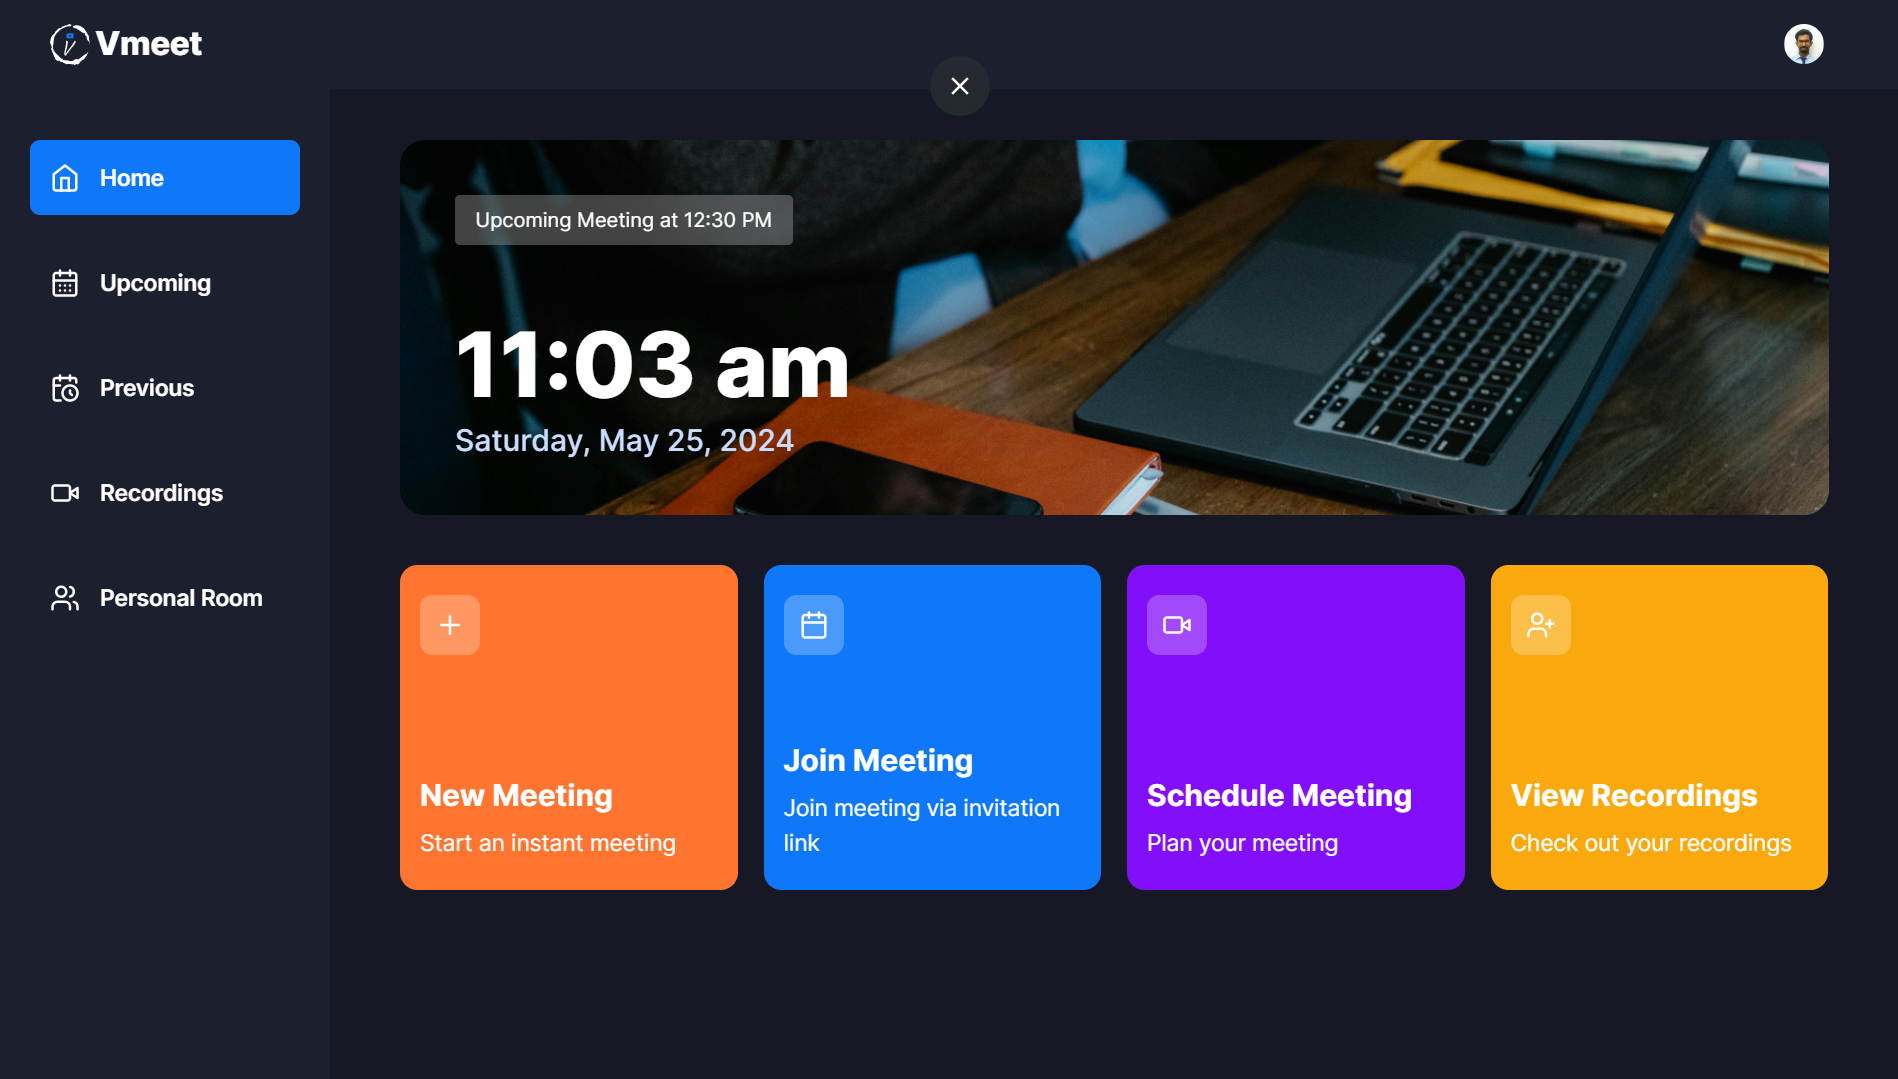 Vmeet
Home
Upcoming
Previous
Recordings
Personal Room
Upcoming Meeting at 12:30 PM
11:03 am
Saturday, May 25, 2024
New Meeting
Start an instant meeting
Join Meeting
Join meeting via invitation
link
Schedule Meeting
Plan your meeting
View Recordings
Check out your recordings